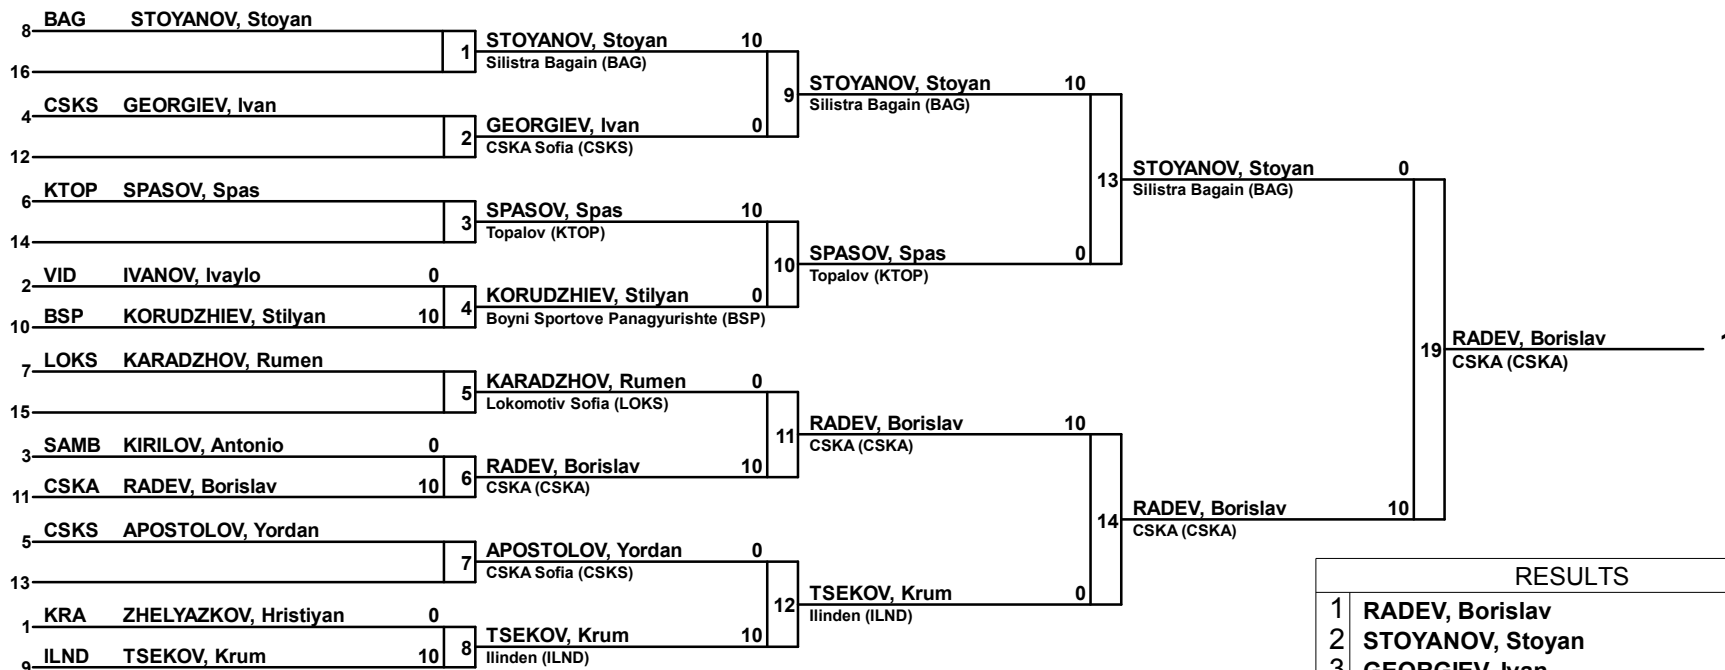 8 BAG STOYANOV, Stoyan
16
1
4 CSKS GEORGIEV, Ivan
12
2
6 KTOP SPASOV, Spas
14
3
2 VID IVANOV, Ivaylo 0
10 BSP KORUDZHIEV, Stilyan 10
4
7 LOKS KARADZHOV, Rumen
15
5
3 SAMB KIRILOV, Antonio 0
11 CSKA RADEV, Borislav 10
6
5 CSKS APOSTOLOV, Yordan
13
7
1 KRA ZHELYAZKOV, Hristiyan 0
9 ILND TSEKOV, Krum 10
8
STOYANOV, Stoyan 10
Silistra Bagain (BAG)
GEORGIEV, Ivan 0
CSKA Sofia (CSKS)
9
SPASOV, Spas 10
Topalov (KTOP)
KORUDZHIEV, Stilyan 0
Boyni Sportove Panagyurishte (BSP)
10
KARADZHOV, Rumen 0
Lokomotiv Sofia (LOKS)
RADEV, Borislav 10
CSKA (CSKA)
11
APOSTOLOV, Yordan 0
CSKA Sofia (CSKS)
TSEKOV, Krum 10
Ilinden (ILND)
12
STOYANOV, Stoyan 10
Silistra Bagain (BAG)
SPASOV, Spas 0
Topalov (KTOP)
13
RADEV, Borislav 10
CSKA (CSKA)
TSEKOV, Krum 0
Ilinden (ILND)
14
STOYANOV, Stoyan 0
Silistra Bagain (BAG)
RADEV, Borislav 10
CSKA (CSKA)
19
RADEV, Borislav
CSKA (CSKA)
RESULTS
1 RADEV, Borislav
2 STOYANOV, Stoyan
3 GEORGIEV, Ivan